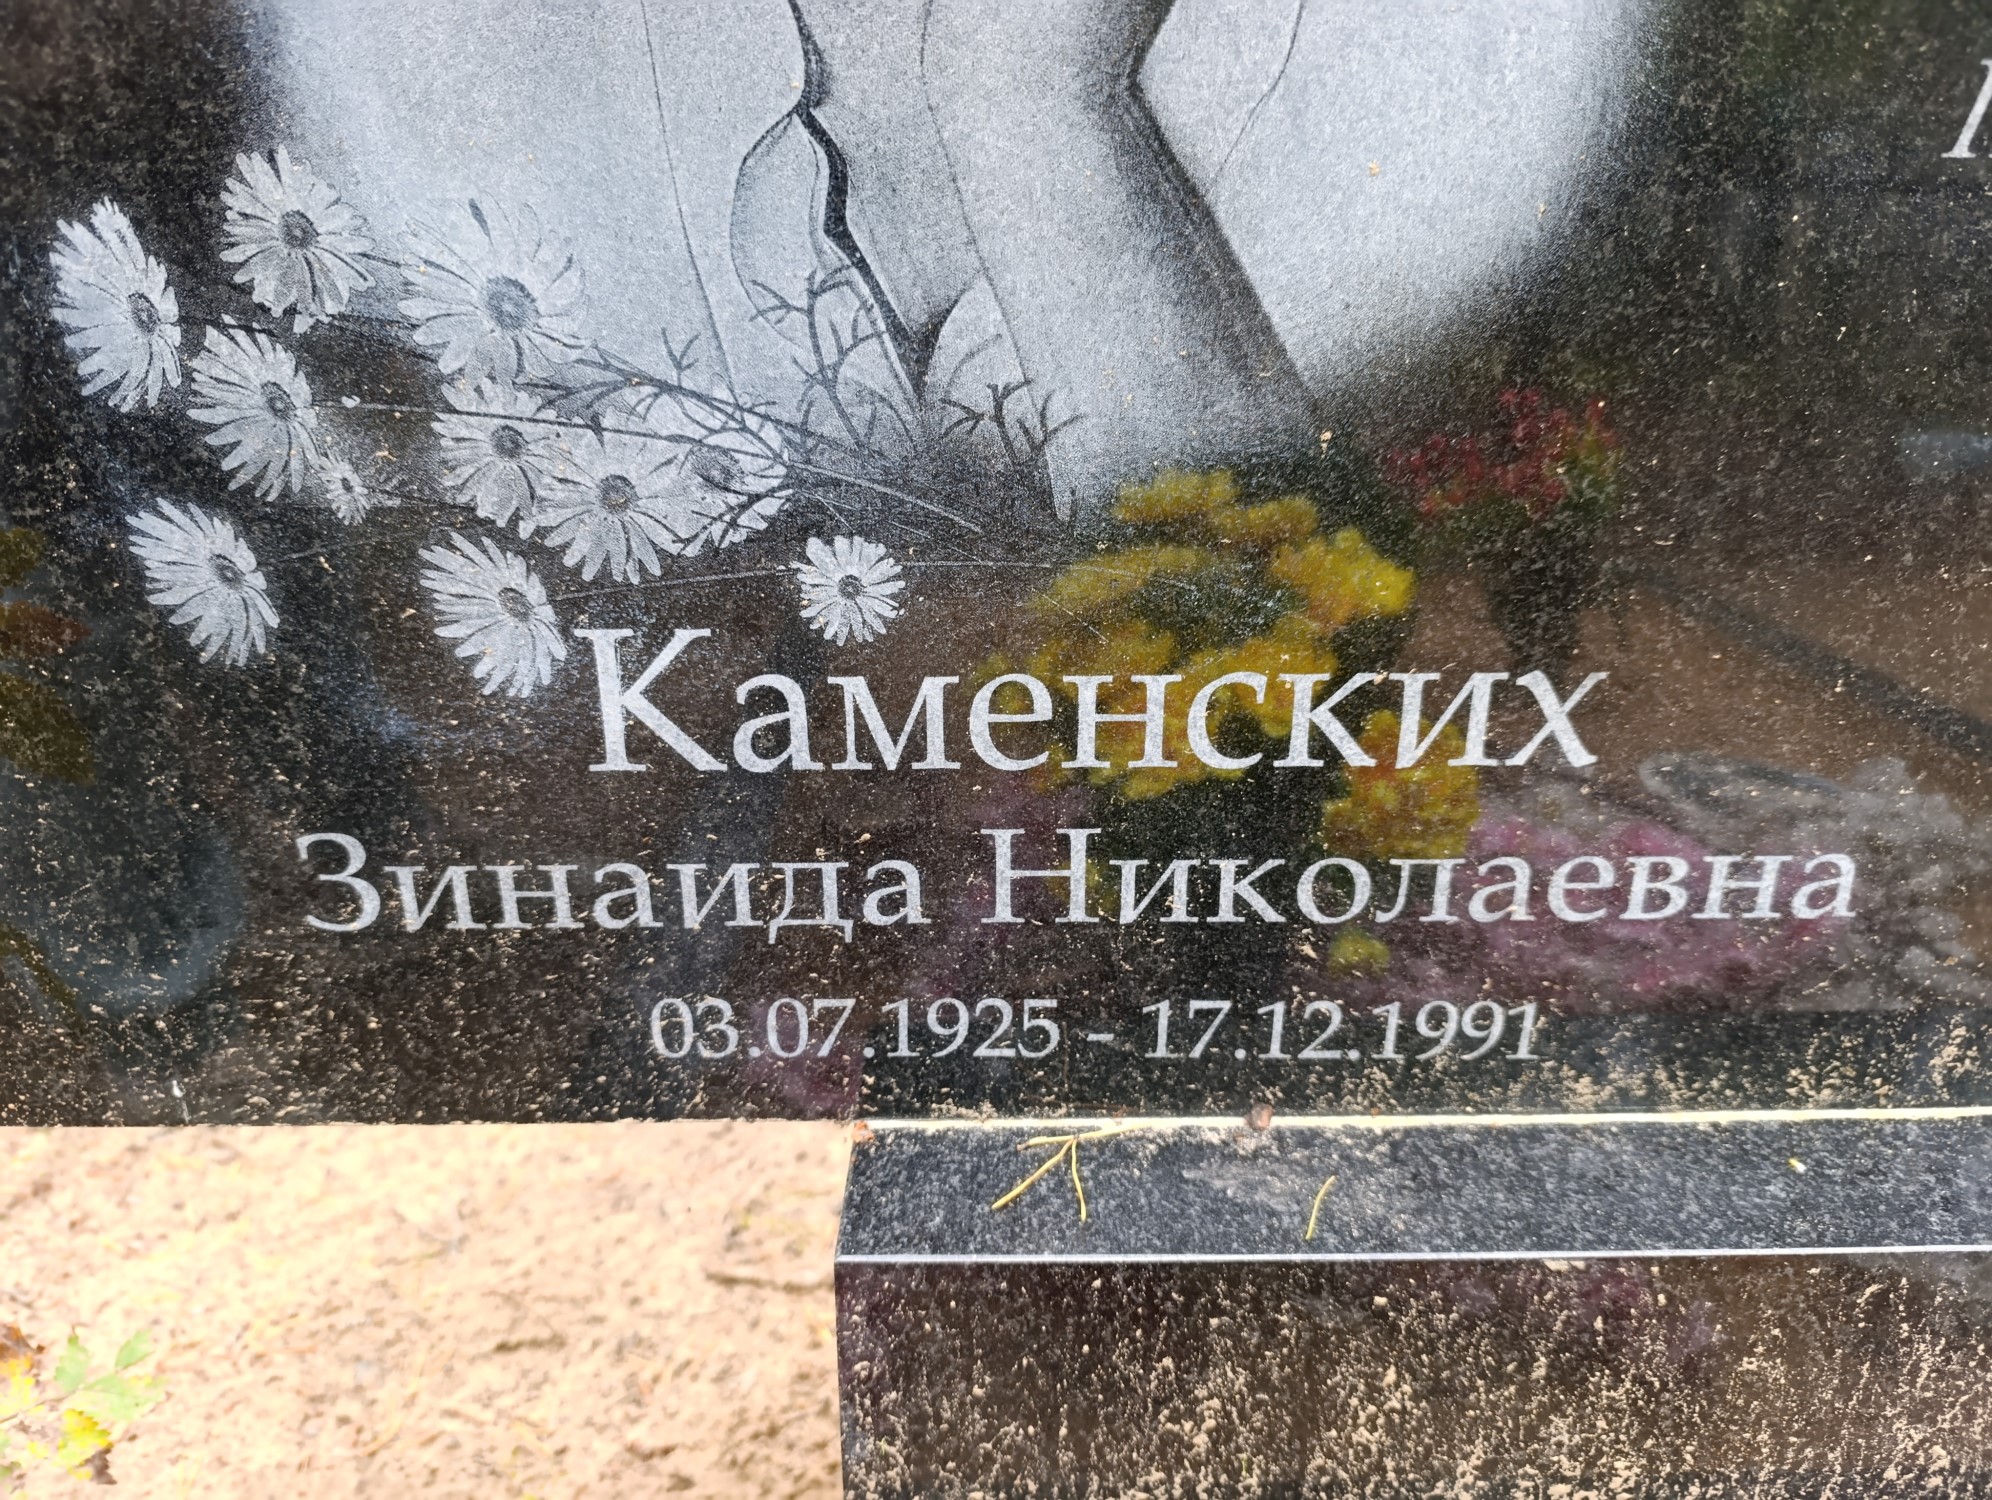 Каменских
Зинаида Николаевна
03.07.1925 - 17.12.1991